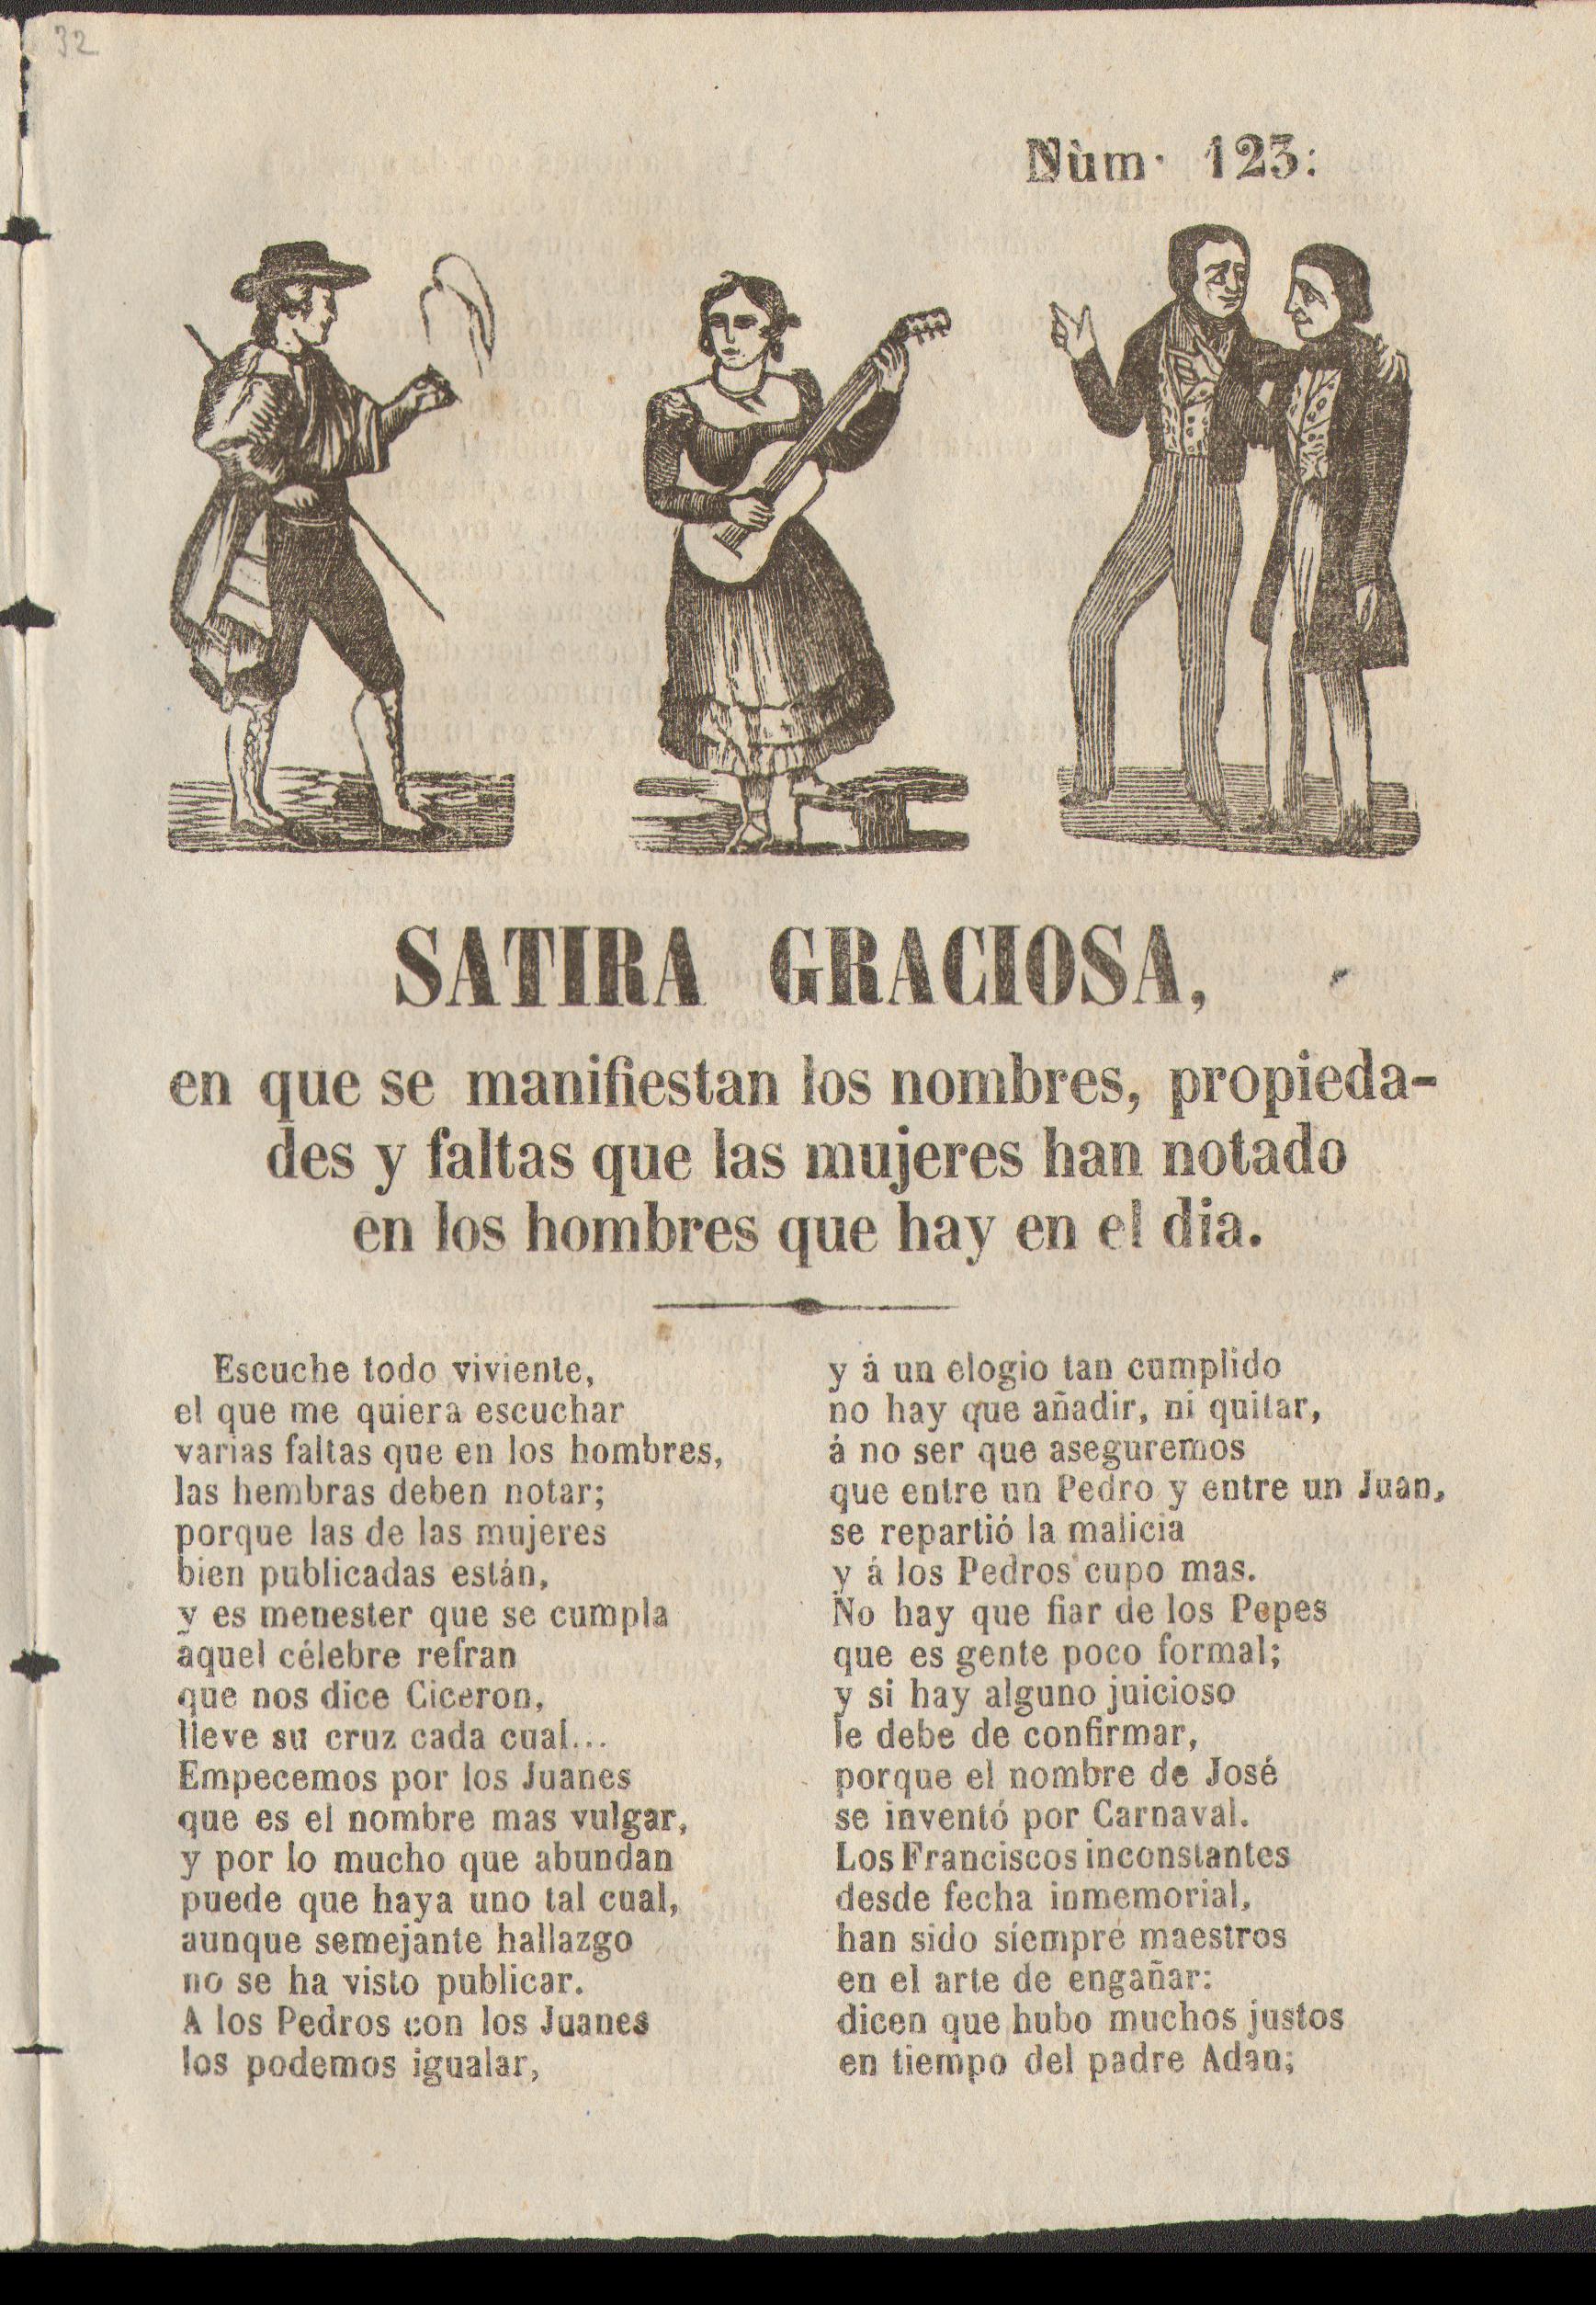 32
Nùm· 123:
SATIRA GRACIOSA,
en que se manifiestan los nombres, propieda-
des y faltas que las mujeres han notado
en los hombres que hay en el dia.
Escuche todo viviente,
el que me quiera escuchar
varias faltas que en los hombres,
las hembras deben notar;
porque las de las mujeres
bien publicadas están,
y es menester que se cumpla
aquel célebre refran
que nos dice Ciceron,
lleve su cruz cada cual...
Empecemos por los Juanes
que es el nombre mas vulgar,
y por lo mucho que abundan
puede que haya uno tal cual,
aunque semejante hallazgo
no se ha visto publicar.
A los Pedros con los Juanes
los podemos igualar,
y á un elogio tan cumplido
no hay que añadir, ni quitar,
á no ser que aseguremos
que entre un Pedro y entre un Juan,
se repartió la malicia
y á los Pedros cupo mas.
No hay que fiar de los Pepes
que es gente poco formal;
y si hay alguno juicioso
le debe de confirmar,
porque el nombre de José
se inventó por Carnaval.
Los Franciscos inconstantes
desde fecha inmemorial,
han sido siempre maestros
en el arte de engañar:
dicen que hubo muchos justos
en tiempo del padre Adan;